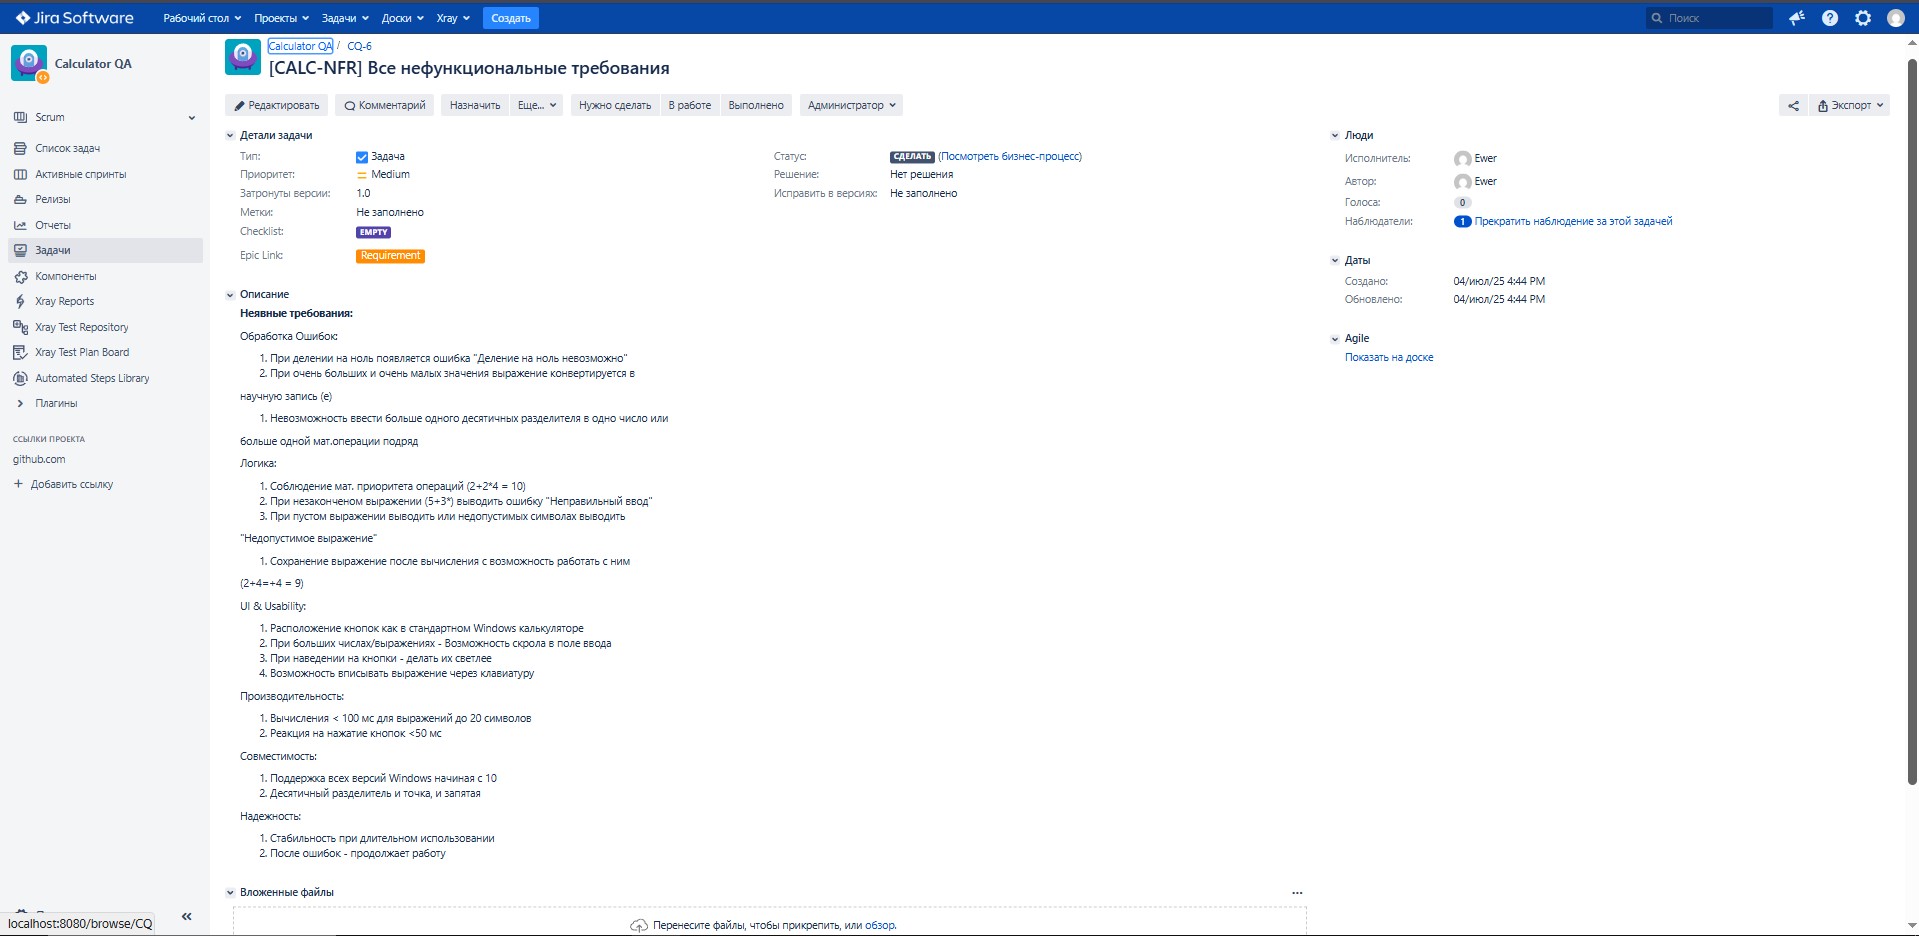 Jira Software
Рабочий стол
Проекты
Задачи
Доски
Xray
Создать
Поиск
Calculator QA
Scrum
Список задач
Активные спринты
Релизы
Отчеты
Задачи
Компоненты
Xray Reports
Xray Test Repository
Xray Test Plan Board
Automated Steps Library
Плагины
ССЫЛКИ ПРОЕКТА
github.com
Добавить ссылку
localhost:8080/browse/CQ
Calculator QA / CQ-6
[CALC-NFR] Все нефункциональные требования
Редактировать
Комментарий
Назначить
Еще...
Нужно сделать
В работе
Выполнено
Администратор
Экспорт
Детали задачи
Тип: Задача
Приоритет: Medium
Затронуты версии: 1.0
Метки: Не заполнено
Checklist: EMPTY
Epic Link: Requirement
Статус: СДЕЛАТЬ (Посмотреть бизнес-процесс)
Решение: Нет решения
Исправить в версиях: Не заполнено
Описание
Неявные требования:
Обработка Ошибок:
1. При делении на ноль появляется ошибка "Деление на ноль невозможно"
2. При очень больших и очень малых значения выражение конвертируется в
научную запись (e)
1. Невозможность ввести больше одного десятичных разделителя в одно число или
больше одной мат.операции подряд
Логика:
1. Соблюдение мат. приоритета операций (2+2*4 = 10)
2. При незаконченом выражении (5+3*) выводить ошибку "Неправильный ввод"
3. При пустом выражении выводить или недопустимых символах выводить
"Недопустимое выражение"
1. Сохранение выражение после вычисления с возможность работать с ним
(2+4=+4 = 9)
UI & Usability:
1. Расположение кнопок как в стандартном Windows калькуляторе
2. При больших числах/выражениях - Возможность скрола в поле ввода
3. При наведении на кнопки - делать их светлее
4. Возможность вписывать выражение через клавиатуру
Производительность:
1. Вычисления < 100 мс для выражений до 20 символов
2. Реакция на нажатие кнопок <50 мс
Совместимость:
1. Поддержка всех версий Windows начиная с 10
2. Десятичный разделитель и точка, и запятая
Надежность:
1. Стабильность при длительном использовании
2. После ошибок - продолжает работу
Вложенные файлы
Перенесите файлы, чтобы прикрепить, или обзор.
Люди
Исполнитель: Ewer
Автор: Ewer
Голоса: 0
Наблюдатели: 1 Прекратить наблюдение за этой задачей
Даты
Создано: 04/июл/25 4:44 PM
Обновлено: 04/июл/25 4:44 PM
Agile
Показать на доске